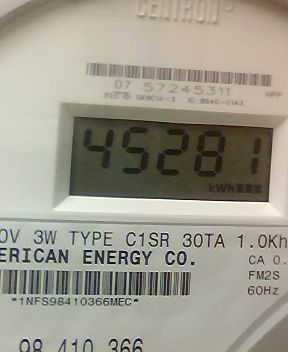 CENTRON®
07 57245311
45281
kWh
0V 3W TYPE C1SR 30TA 1.0Kh
ERICAN ENERGY CO.
CA 0.
FM2S
60Hz
*1NFS98410366MEC*
98 410 366